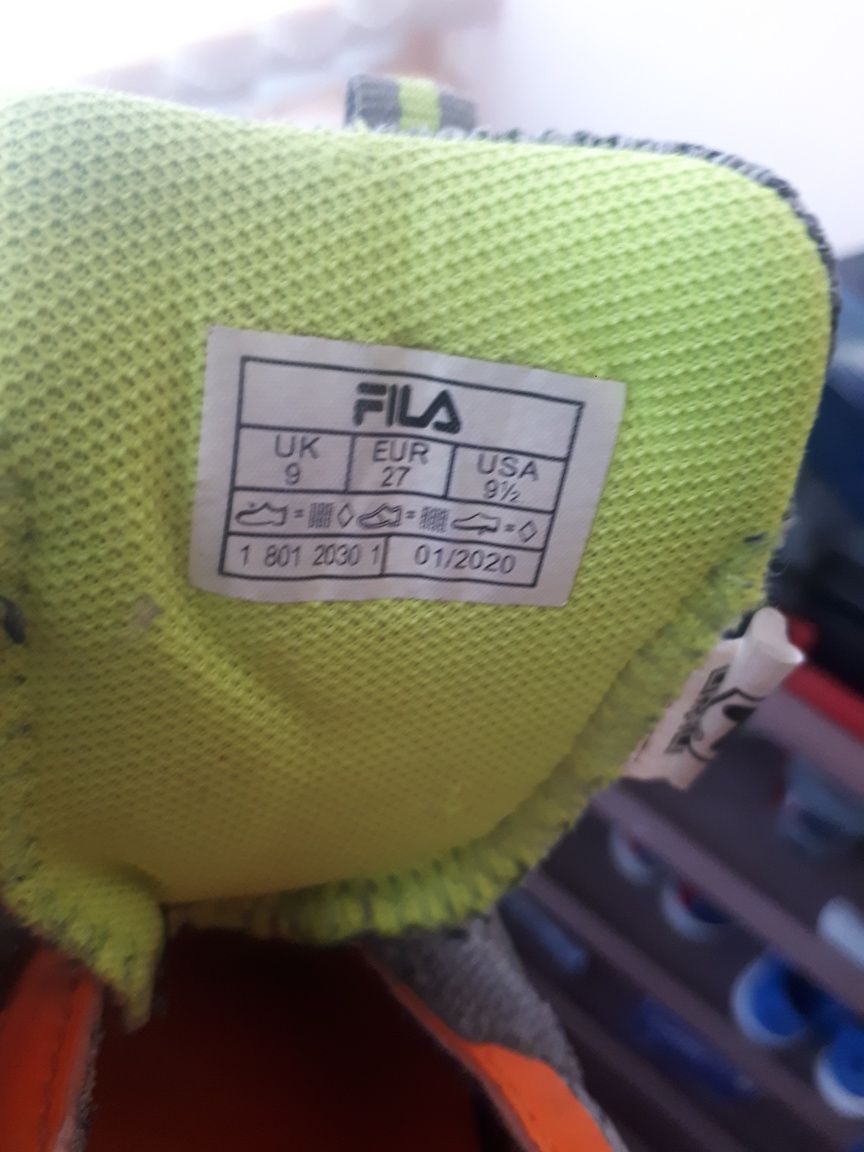 FILA
UK EUR USA
9 27 9½
= =  =
1 801 2030 1 01/2020